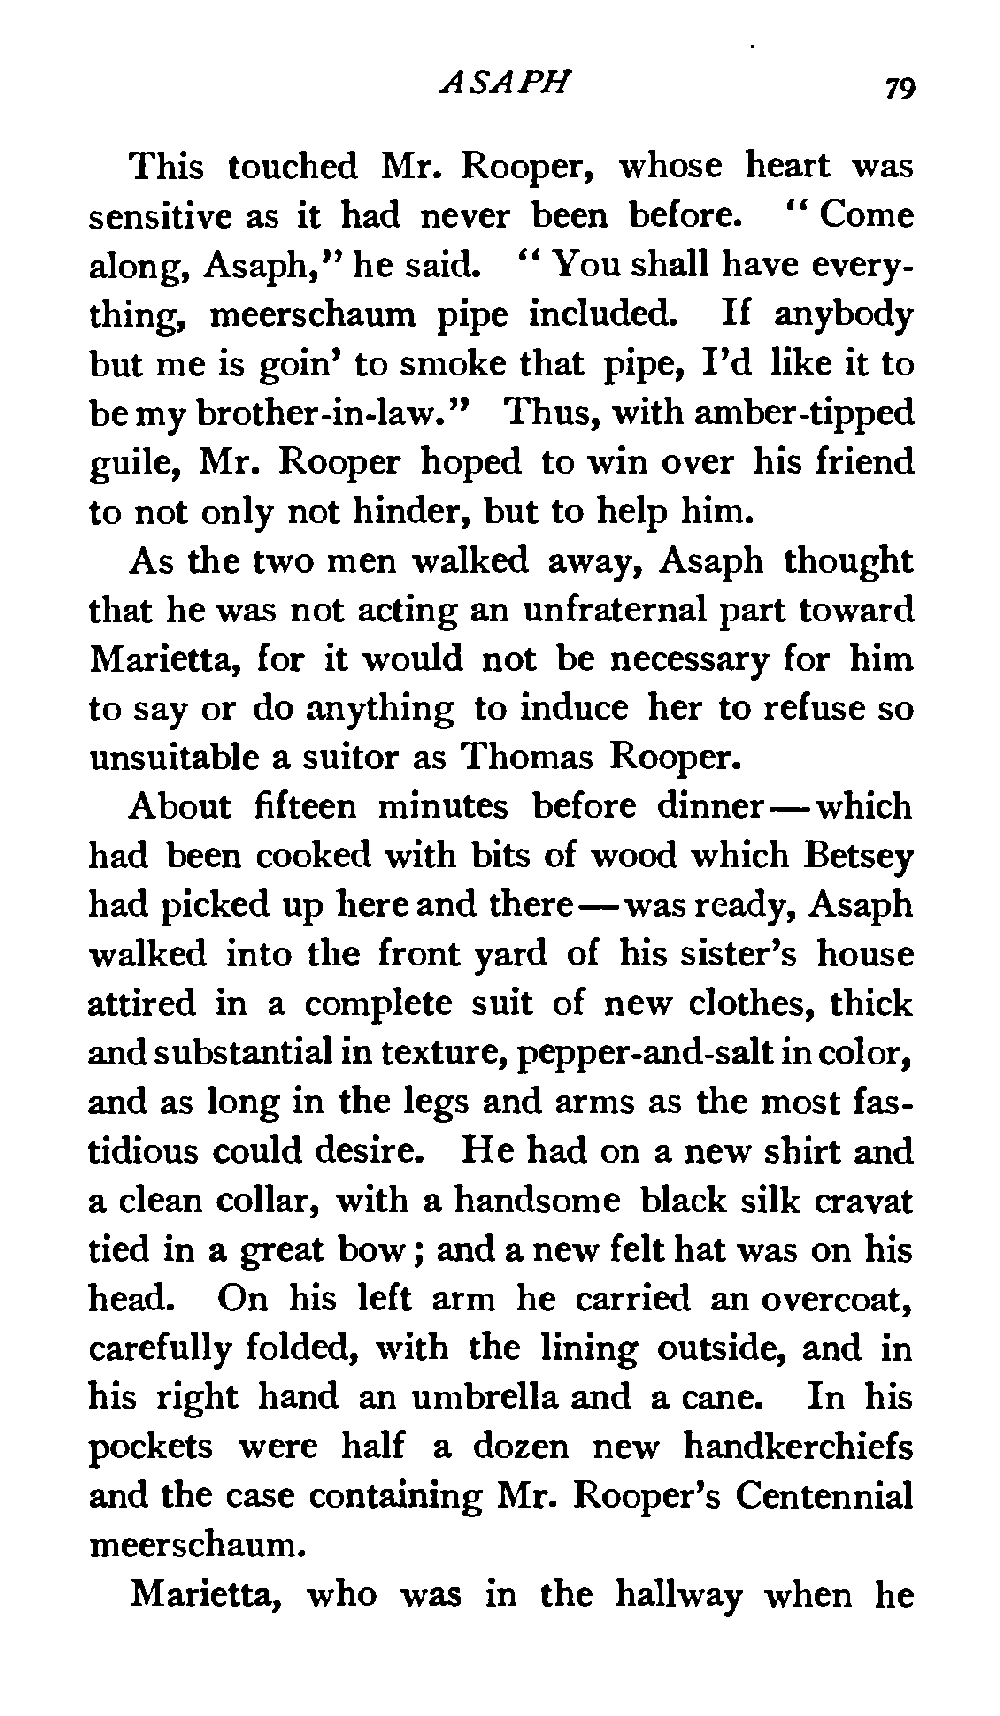 ASAPH 79
This touched Mr. Rooper, whose heart was
sensitive as it had never been before. “Come
along, Asaph,” he said. “You shall have every-
thing, meerschaum pipe included. If anybody
but me is goin’ to smoke that pipe, I’d like it to
be my brother-in-law.” Thus, with amber-tipped
guile, Mr. Rooper hoped to win over his friend
to not only not hinder, but to help him.
As the two men walked away, Asaph thought
that he was not acting an unfraternal part toward
Marietta, for it would not be necessary for him
to say or do anything to induce her to refuse so
unsuitable a suitor as Thomas Rooper.
About fifteen minutes before dinner—which
had been cooked with bits of wood which Betsey
had picked up here and there—was ready, Asaph
walked into the front yard of his sister’s house
attired in a complete suit of new clothes, thick
and substantial in texture, pepper-and-salt in color,
and as long in the legs and arms as the most fas-
tidious could desire. He had on a new shirt and
a clean collar, with a handsome black silk cravat
tied in a great bow; and a new felt hat was on his
head. On his left arm he carried an overcoat,
carefully folded, with the lining outside, and in
his right hand an umbrella and a cane. In his
pockets were half a dozen new handkerchiefs
and the case containing Mr. Rooper’s Centennial
meerschaum.
Marietta, who was in the hallway when he